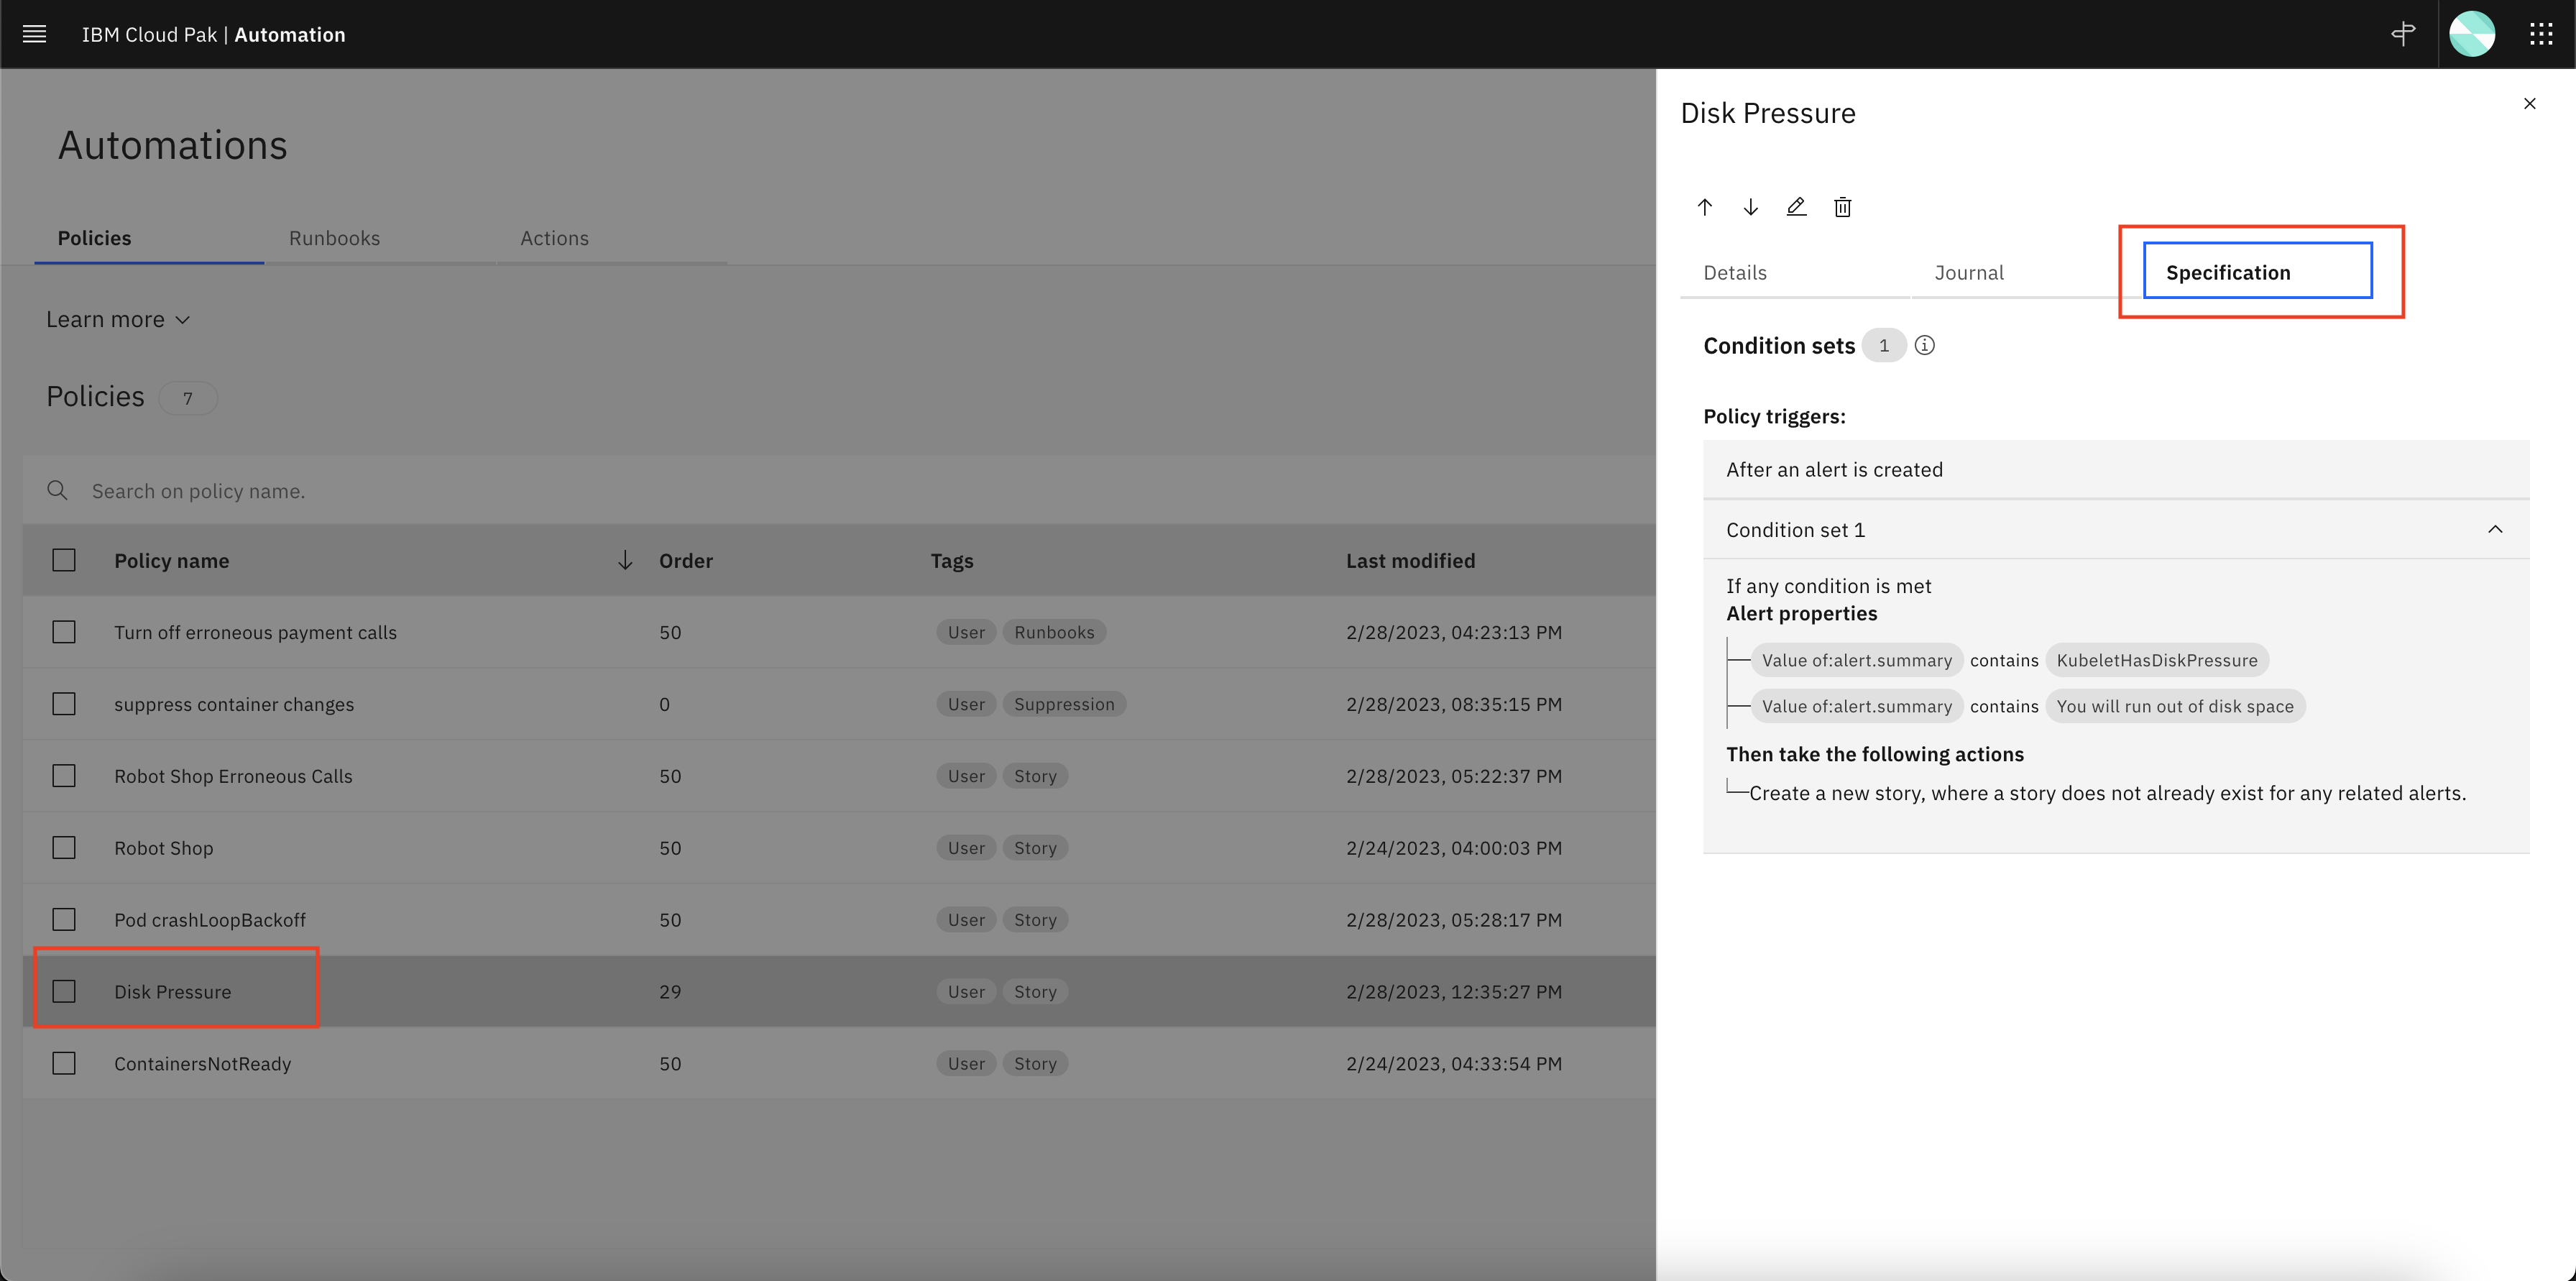 IBM Cloud Pak | Automation
Automations
Policies Runbooks Actions
Learn more
Policies 7
Search on policy name.
Policy name Order Tags Last modified
Turn off erroneous payment calls 50 User Runbooks 2/28/2023, 04:23:13 PM
suppress container changes 0 User Suppression 2/28/2023, 08:35:15 PM
Robot Shop Erroneous Calls 50 User Story 2/28/2023, 05:22:37 PM
Robot Shop 50 User Story 2/24/2023, 04:00:03 PM
Pod crashLoopBackoff 50 User Story 2/28/2023, 05:28:17 PM
Disk Pressure 29 User Story 2/28/2023, 12:35:27 PM
ContainersNotReady 50 User Story 2/24/2023, 04:33:54 PM
Disk Pressure
Details Journal Specification
Condition sets 1
Policy triggers:
After an alert is created
Condition set 1
If any condition is met
Alert properties
Value of:alert.summary contains KubeletHasDiskPressure
Value of:alert.summary contains You will run out of disk space
Then take the following actions
Create a new story, where a story does not already exist for any related alerts.